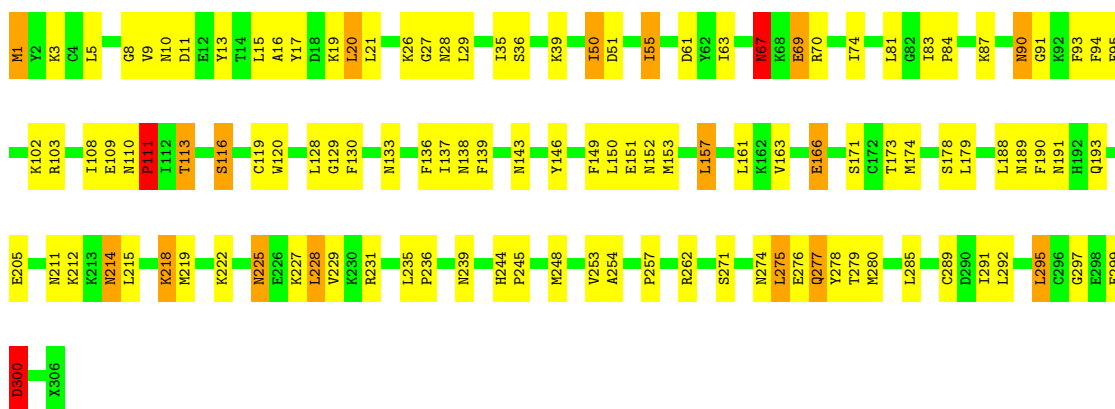 M1 Y2 K3 C4 L5 G8 V9 N10 D11 E12 Y13 T14 L15 A16 Y17 D18 K19 L20 L21 K26 G27 N28 L29 I35 S36 K39 I50 D51 I55 D61 Y62 I63 N67 K68 E69 R70 I74 L81 G82 I83 P84 K87 N90 G91 K92 F93 F94
K102 R103 I108 E109 N110 P111 I112 T113 S116 C119 W120 L128 G129 F130 N133 F136 I137 N138 F139 N143 Y146 F149 L150 E151 N152 M153 L157 L161 K162 V163 E166 S171 C172 T173 M174 S178 L179 L188 N189 F190 N191 H192 Q193
E205 N211 K212 K213 N214 L215 K218 M219 K222 N225 E226 K227 L228 V229 K230 R231 L235 P236 N239 H244 P245 M248 V253 A254 P257 R262 S271 N274 L275 E276 Q277 Y278 T279 M280 L285 C289 D290 I291 L292 L295 C296 G297 E298
D300 X306